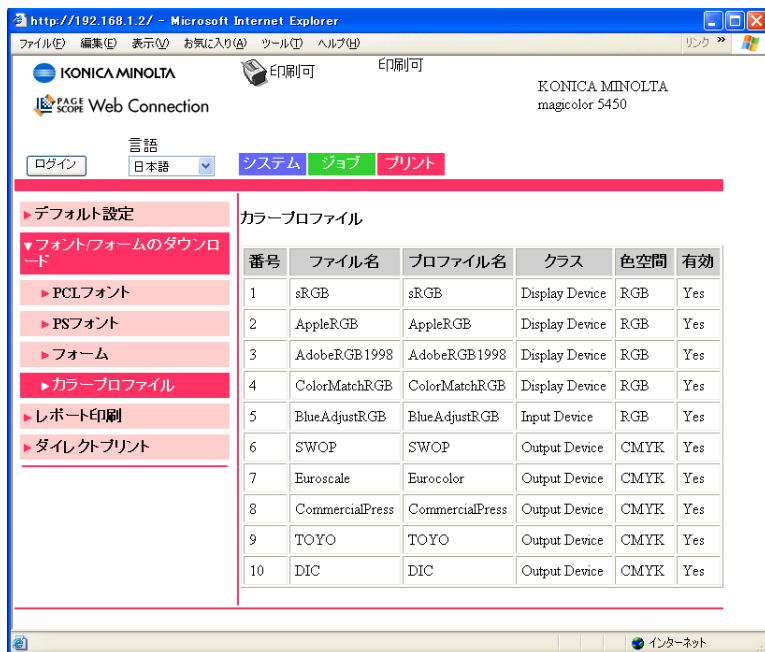 http://192.168.1.2/ - Microsoft Internet Explorer
ファイル(F) 編集(E) 表示(V) お気に入り(A) ツール(T) ヘルプ(H) リンク »
KONICA MINOLTA
印刷可
印刷可
KONICA MINOLTA
magicolor 5450
PAGE SCOPE Web Connection
言語
ログイン
日本語
システム ジョブ プリント
▶デフォルト設定
▼フォント/フォームのダウンロ
ード
▶PCLフォント
▶PSフォント
▶フォーム
▶カラープロファイル
▶レポート印刷
▶ダイレクトプリント
カラープロファイル
番号 ファイル名 プロファイル名 クラス 色空間 有効
1 sRGB sRGB Display Device RGB Yes
2 AppleRGB AppleRGB Display Device RGB Yes
3 AdobeRGB1998 AdobeRGB1998 Display Device RGB Yes
4 ColorMatchRGB ColorMatchRGB Display Device RGB Yes
5 BlueAdjustRGB BlueAdjustRGB Input Device RGB Yes
6 SWOP SWOP Output Device CMYK Yes
7 Euroscale Eurocolor Output Device CMYK Yes
8 CommercialPress CommercialPress Output Device CMYK Yes
9 TOYO TOYO Output Device CMYK Yes
10 DIC DIC Output Device CMYK Yes
インターネット